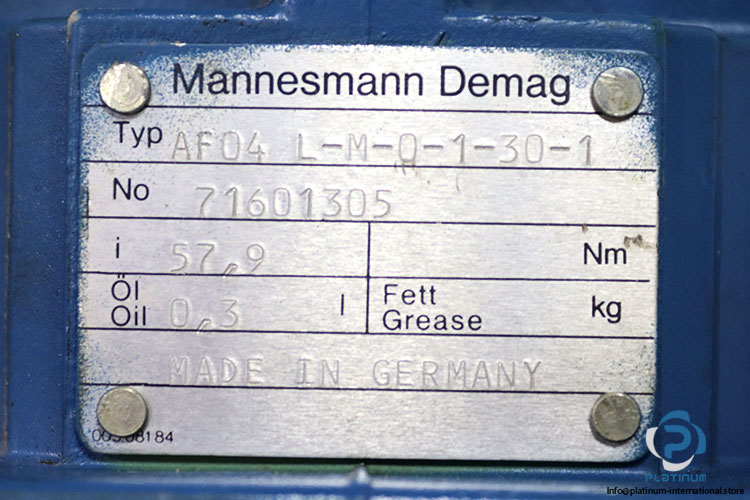 Mannesmann Demag
Typ AF04 L-M-0-1-30-1
No 71601305
i 57,9 Nm
Öl
Oil 0,3 l
Fett
Grease kg
MADE IN GERMANY
PLATINUM
info@platinum-international.store